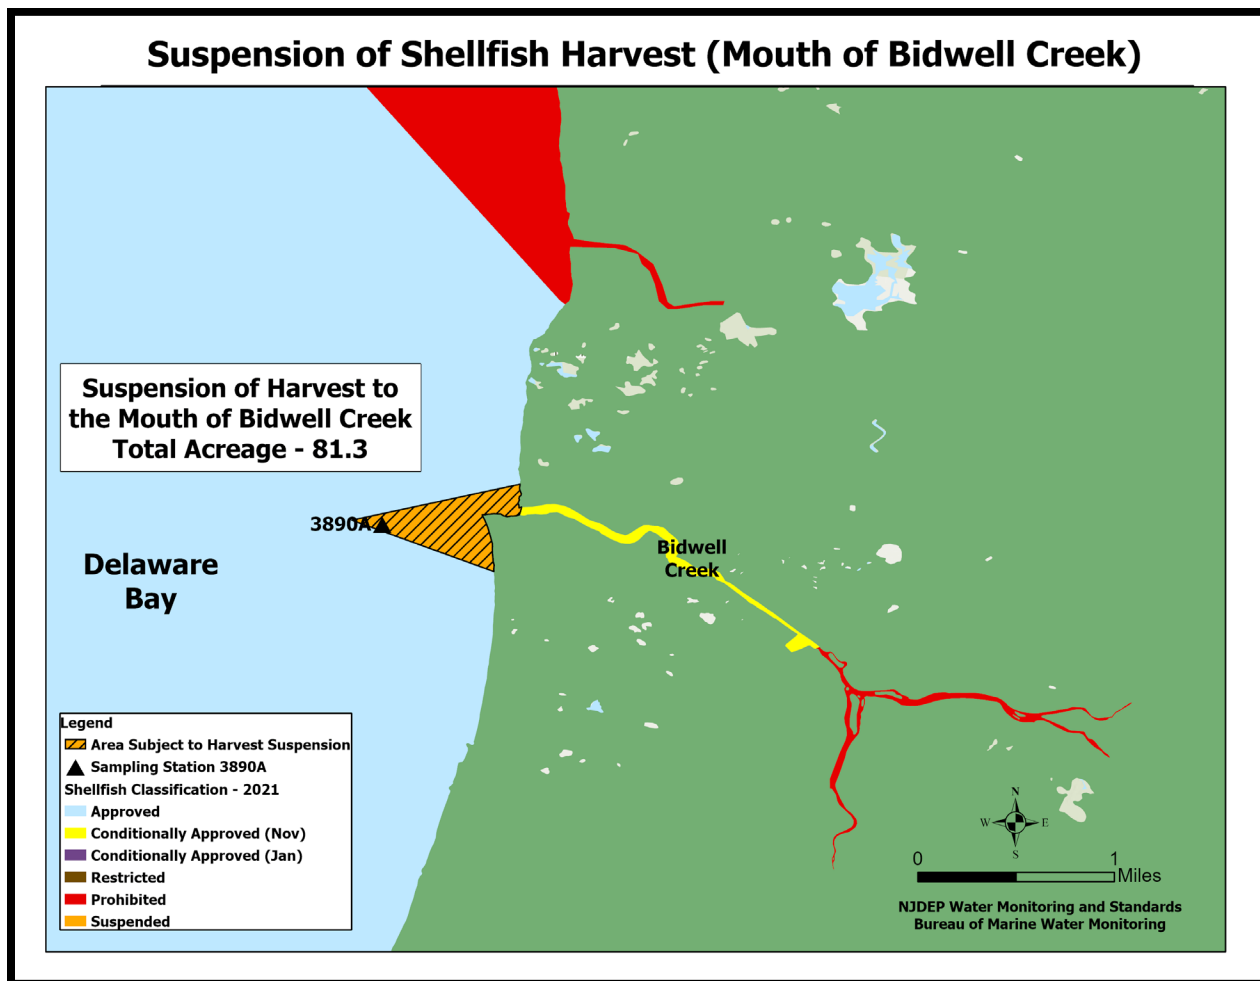 Suspension of Shellfish Harvest (Mouth of Bidwell Creek)
Suspension of Harvest to
the Mouth of Bidwell Creek
Total Acreage - 81.3
3890A
Delaware
Bay
Bidwell
Creek
Legend
Area Subject to Harvest Suspension
Sampling Station 3890A
Shellfish Classification - 2021
Approved
Conditionally Approved (Nov)
Conditionally Approved (Jan)
Restricted
Prohibited
Suspended
N
W E
S
0 1
Miles
NJDEP Water Monitoring and Standards
Bureau of Marine Water Monitoring